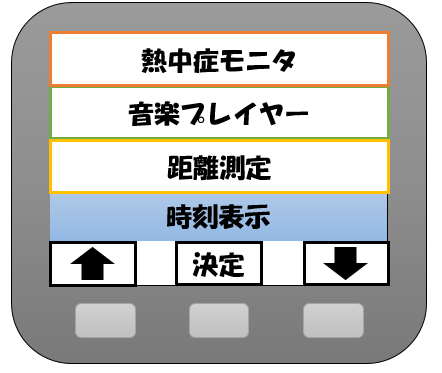 熱中症モニタ
音楽プレイヤー
距離測定
時刻表示
決定